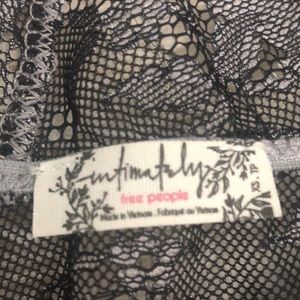 intimately
free people
Made in Vietnam . Fabriqué au Vietnam
XS TP